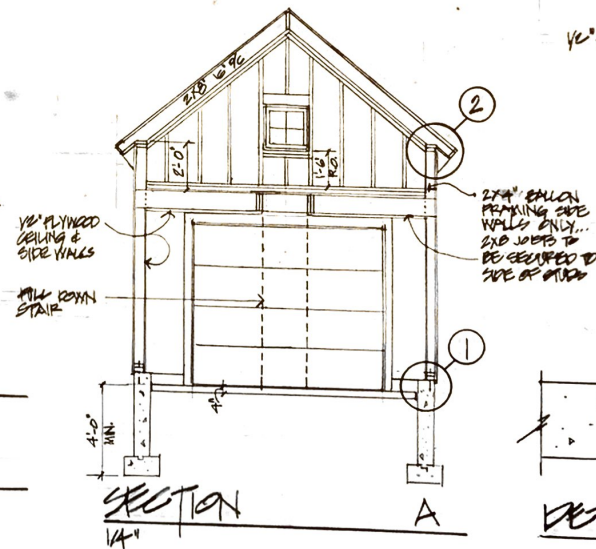 1/2"
2
2X8 16" O/C
2'-0"
1'-6"
R.O.
1/2" PLYWOOD
CEILING &
SIDE WALLS
2X4" BALLON
FRAMING SIDE
WALLS ONLY...
2X8 JOISTS TO
BE SECURED TO
SIDE OF STUDS
PULL DOWN
STAIR
1
4"
4'-0"
MIN.
SECTION A
1/4"